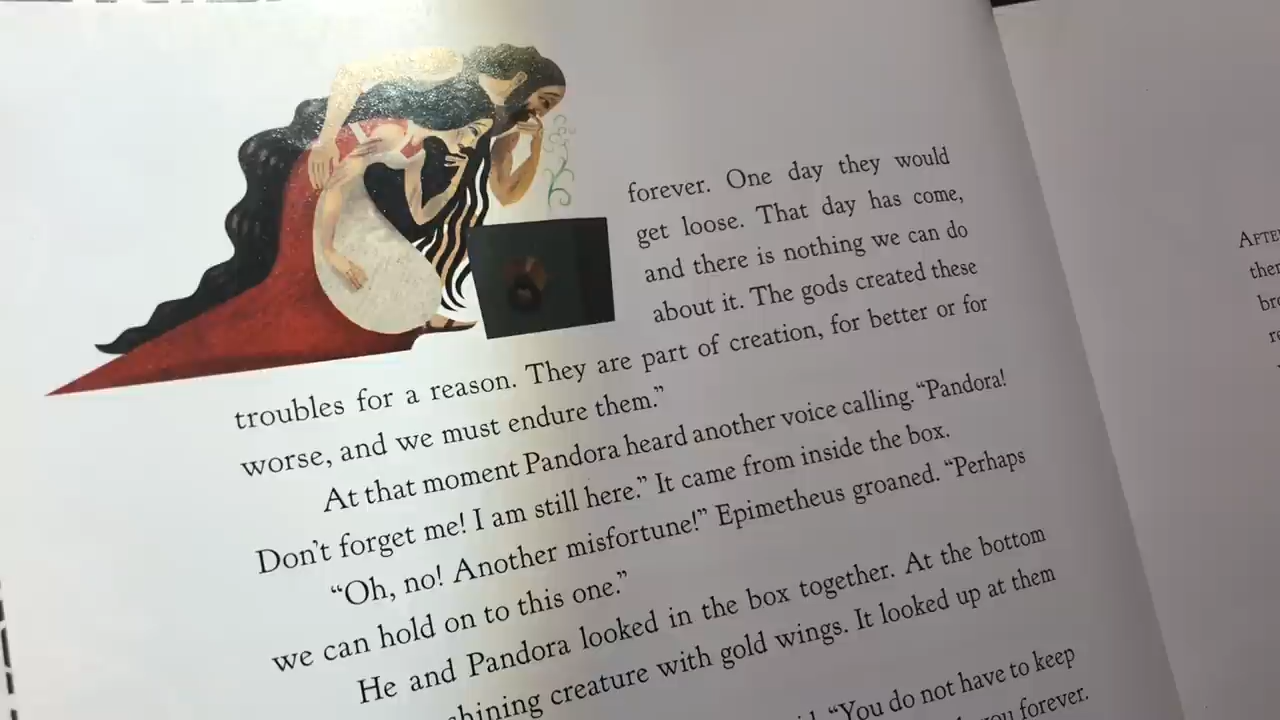 forever. One day they would
get loose. That day has come,
and there is nothing we can do
about it. The gods created these
troubles for a reason. They are part of creation, for better or for
worse, and we must endure them.”
At that moment Pandora heard another voice calling. “Pandora!
Don’t forget me! I am still here.” It came from inside the box.
“Oh, no! Another misfortune!” Epimetheus groaned. “Perhaps
we can hold on to this one.”
He and Pandora looked in the box together. At the bottom
shining creature with gold wings. It looked up at them
“You do not have to keep
you forever.